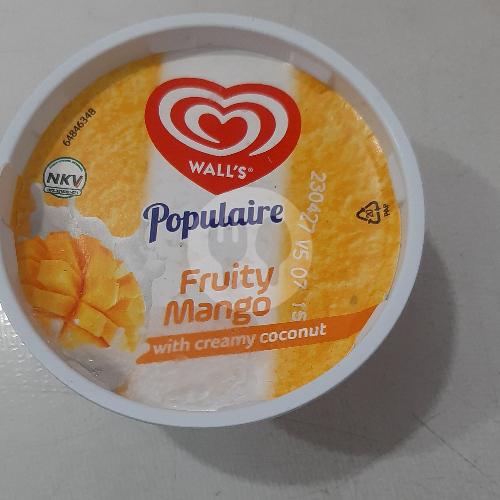 WALL'S®
64846348
NKV
Populaire
Fruity
Mango
with creamy coconut
230427 V5 07 15
PAP